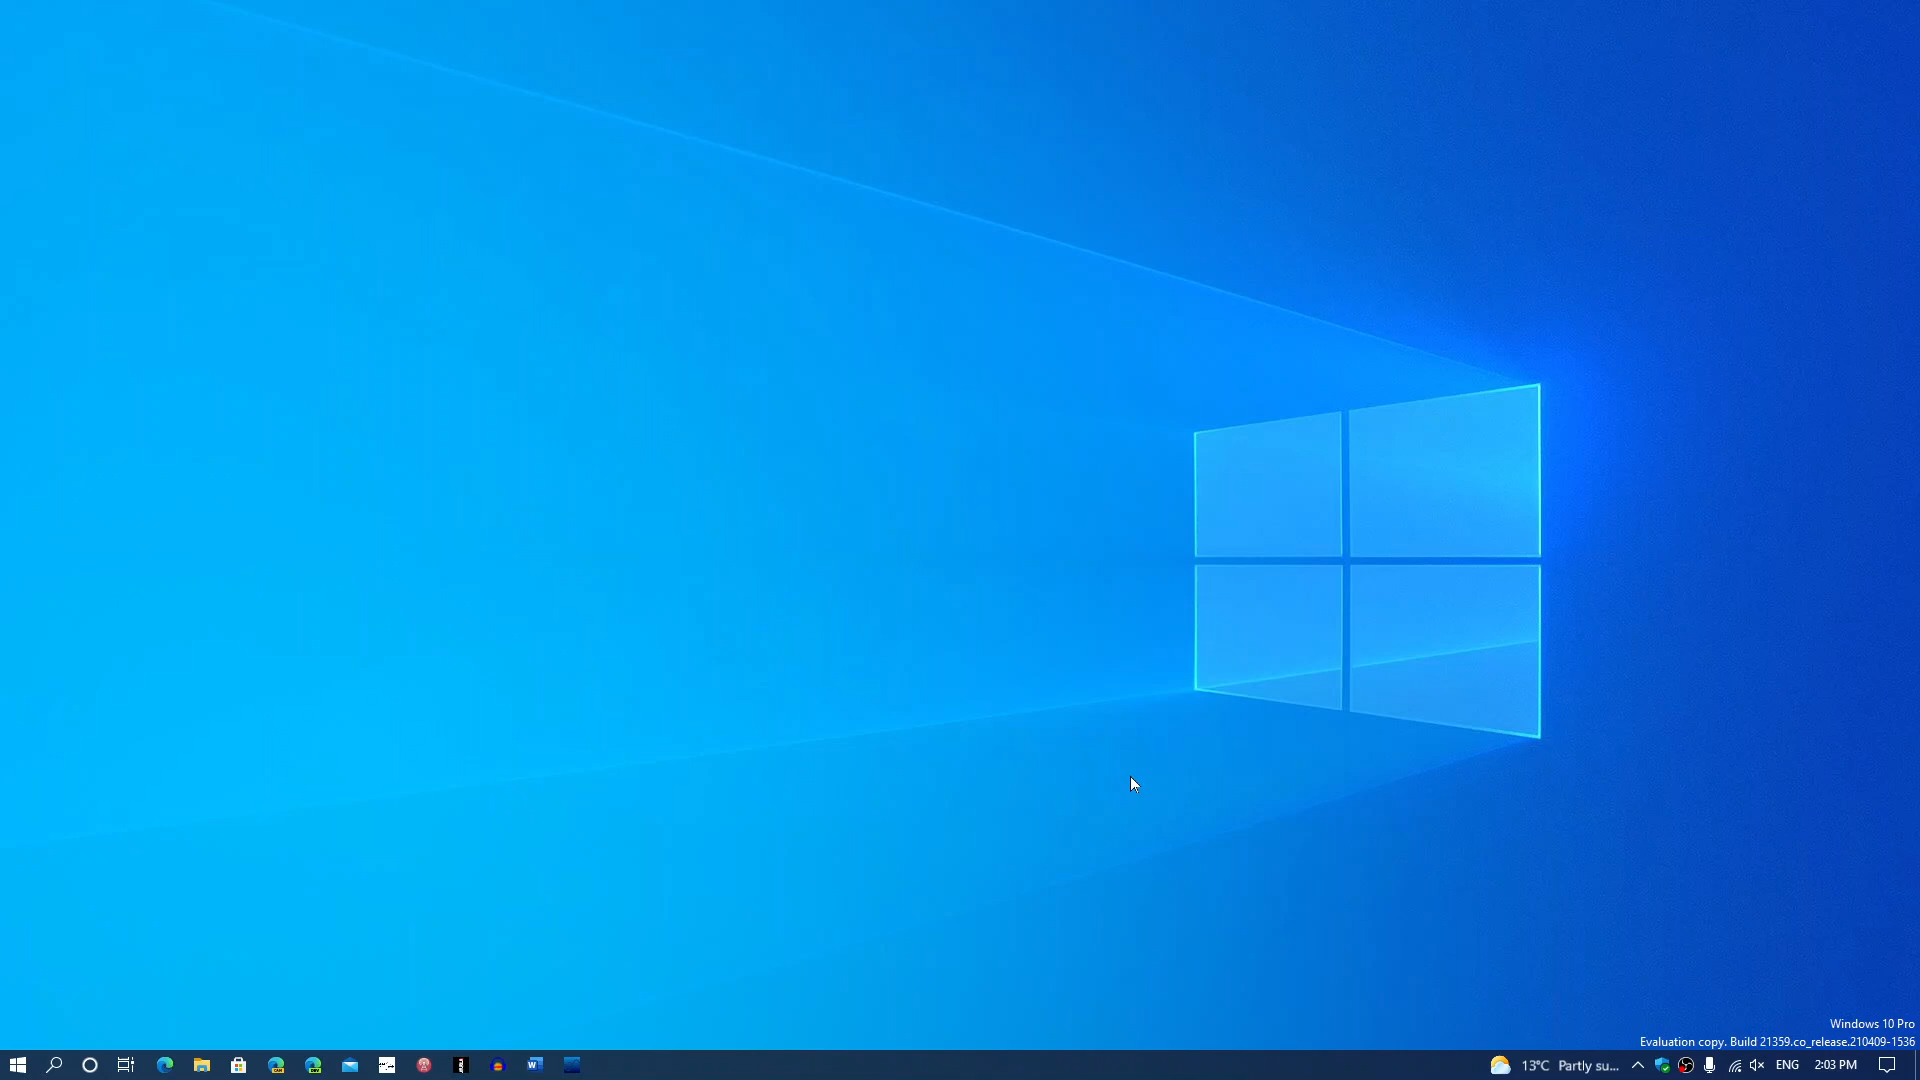 Windows 10 Pro
Evaluation copy. Build 21359.co_release.210409-1536
13°C Partly su... ENG 2:03 PM